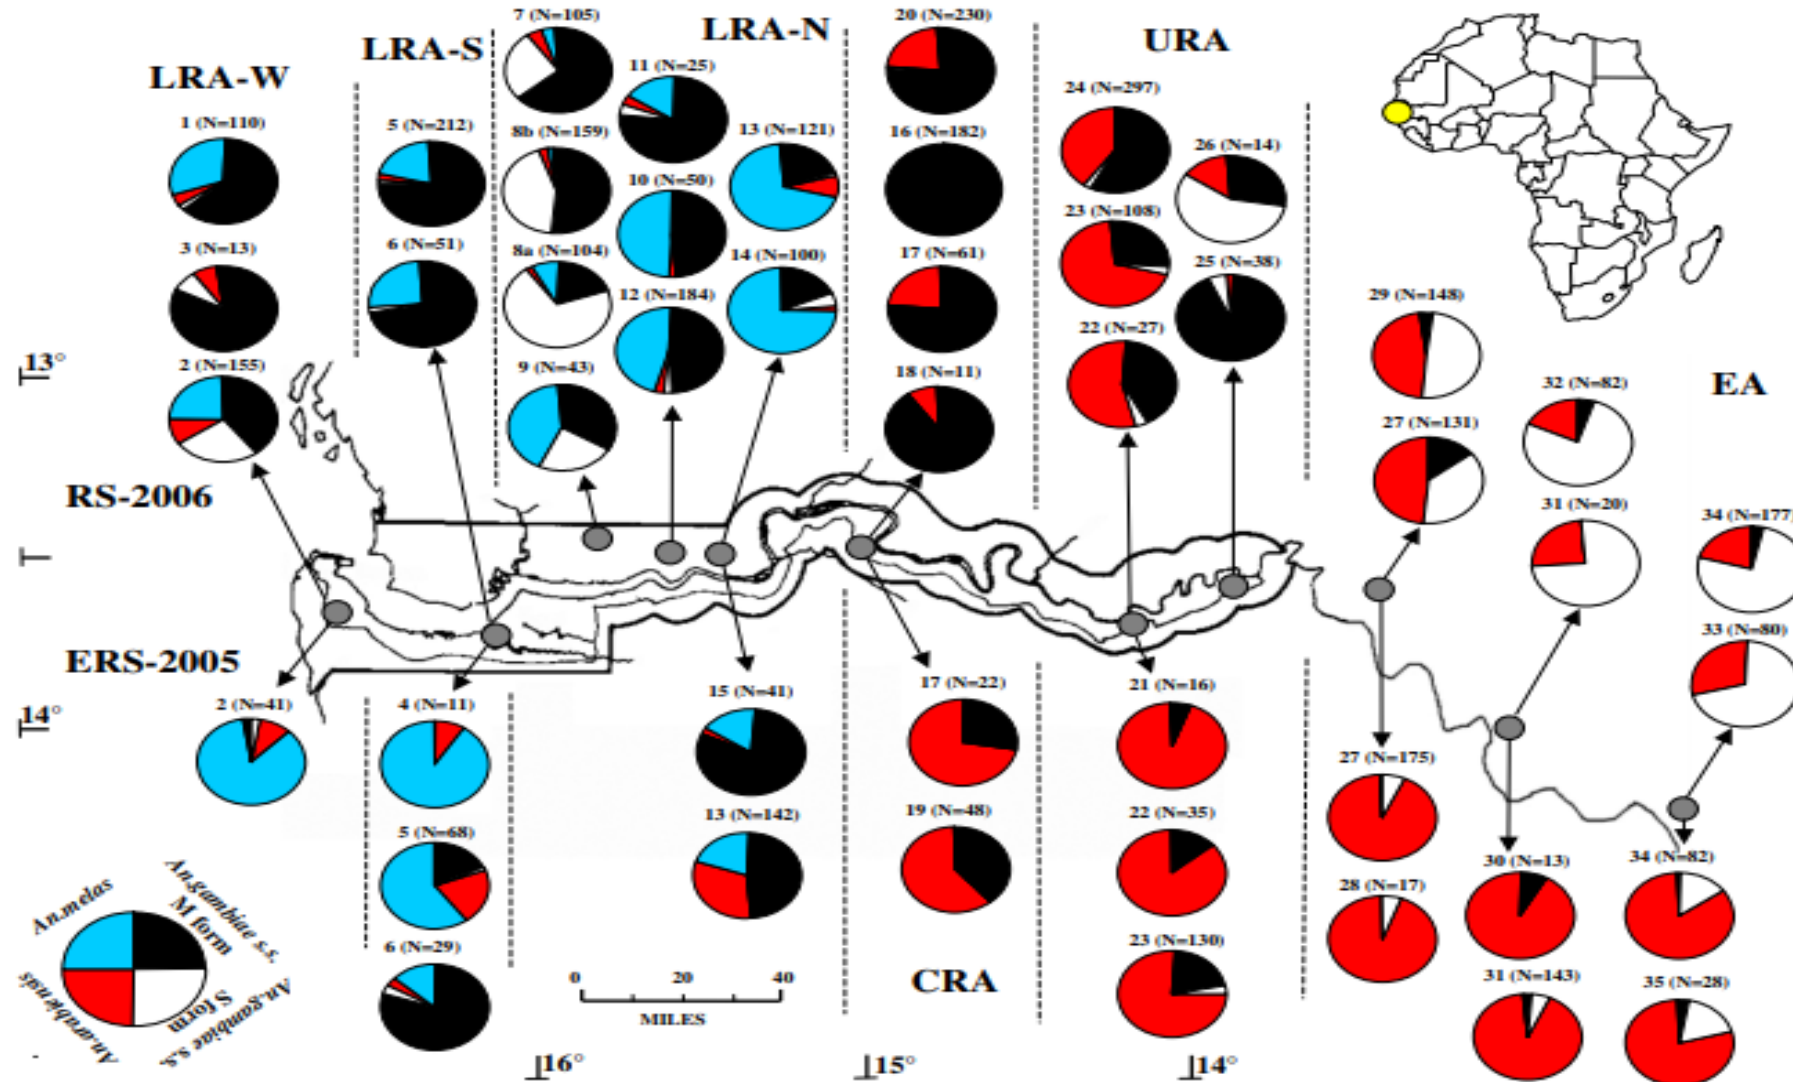 LRA-W
LRA-S
LRA-N
URA
EA
CRA
RS-2006
ERS-2005
1 (N=110)
3 (N=13)
2 (N=155)
5 (N=212)
6 (N=51)
7 (N=105)
8b (N=159)
8a (N=104)
9 (N=43)
11 (N=25)
10 (N=50)
12 (N=184)
13 (N=121)
14 (N=100)
20 (N=230)
16 (N=182)
17 (N=61)
18 (N=11)
24 (N=297)
23 (N=108)
22 (N=27)
26 (N=14)
25 (N=38)
29 (N=148)
27 (N=131)
32 (N=82)
31 (N=20)
34 (N=177)
33 (N=80)
2 (N=41)
4 (N=11)
5 (N=68)
6 (N=29)
15 (N=41)
13 (N=142)
17 (N=22)
19 (N=48)
21 (N=16)
22 (N=35)
23 (N=130)
27 (N=175)
28 (N=17)
30 (N=13)
31 (N=143)
34 (N=82)
35 (N=28)
13°
14°
An.melas
An.gambiae s.s.
M form
An.arabiensis
An.gambiae s.s.
S form
0 20 40
MILES
16° 15° 14°